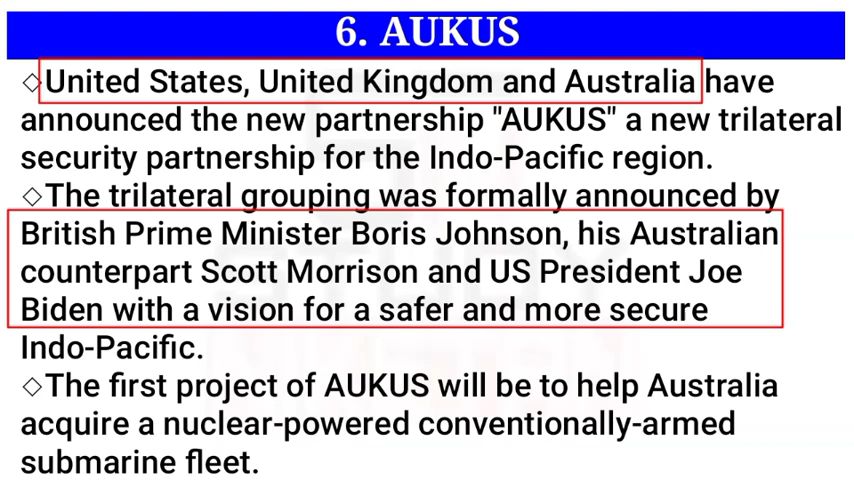 6. AUKUS
◇United States, United Kingdom and Australia have
announced the new partnership "AUKUS" a new trilateral
security partnership for the Indo-Pacific region.
◇The trilateral grouping was formally announced by
British Prime Minister Boris Johnson, his Australian
counterpart Scott Morrison and US President Joe
Biden with a vision for a safer and more secure
Indo-Pacific.
◇The first project of AUKUS will be to help Australia
acquire a nuclear-powered conventionally-armed
submarine fleet.